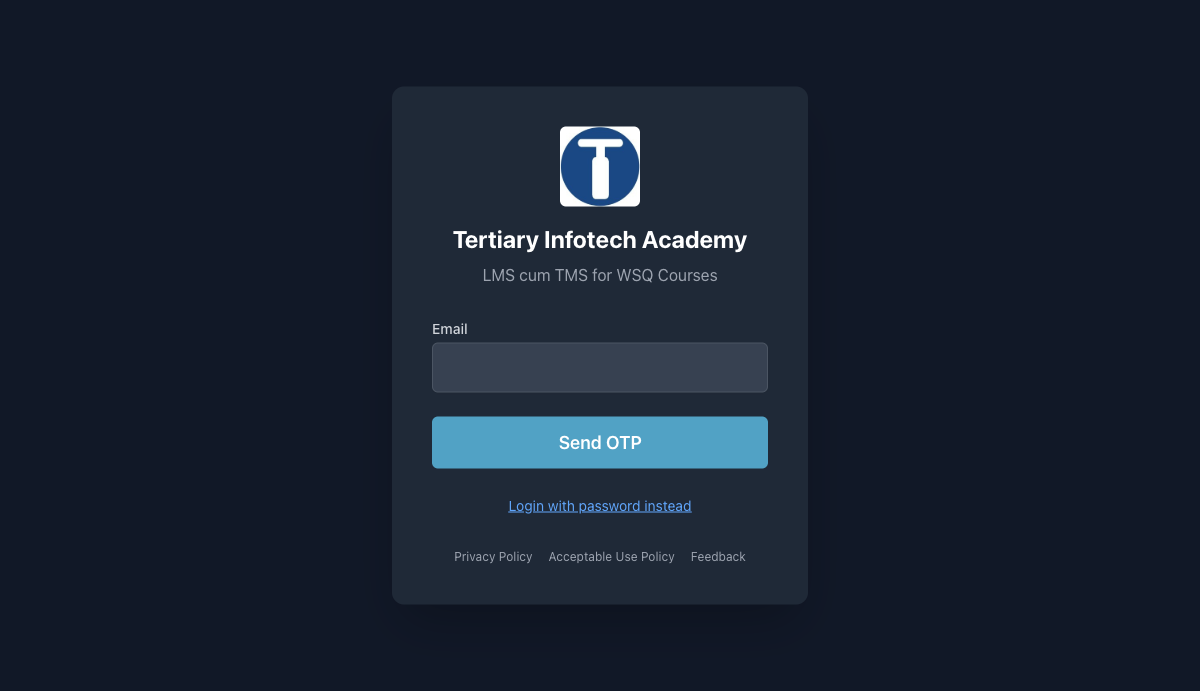 Tertiary Infotech Academy
LMS cum TMS for WSQ Courses
Email
Send OTP
Login with password instead
Privacy Policy Acceptable Use Policy Feedback